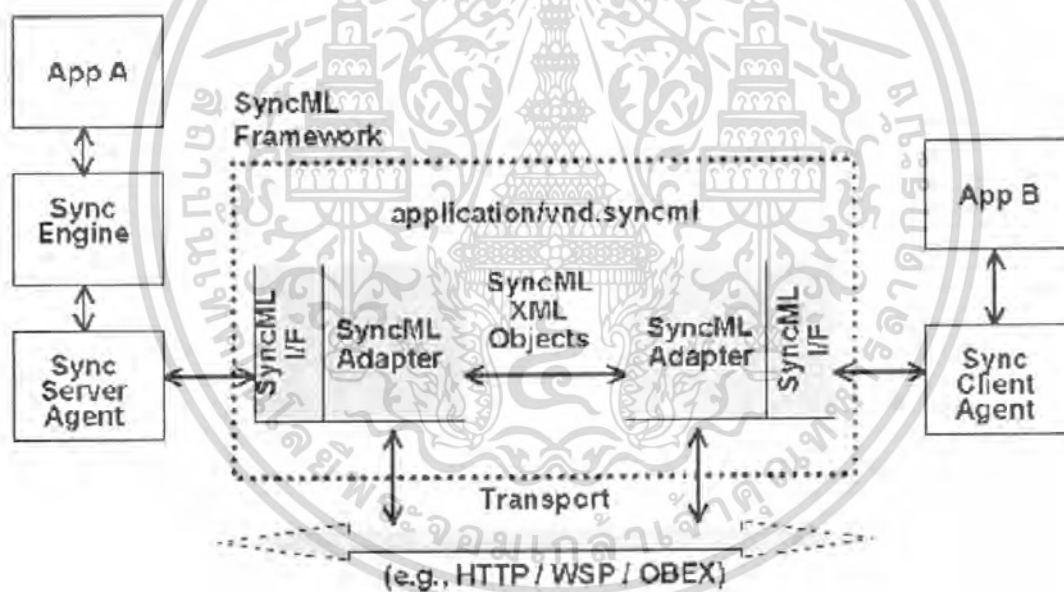 App A
SyncML
Framework
Sync
Engine
application/vnd.syncml
App B
SyncML
I/F
SyncML
Adapter
SyncML
XML
Objects
SyncML
Adapter
SyncML
I/F
Sync
Server
Agent
Sync
Client
Agent
Transport
(e.g., HTTP / WSP / OBEX)